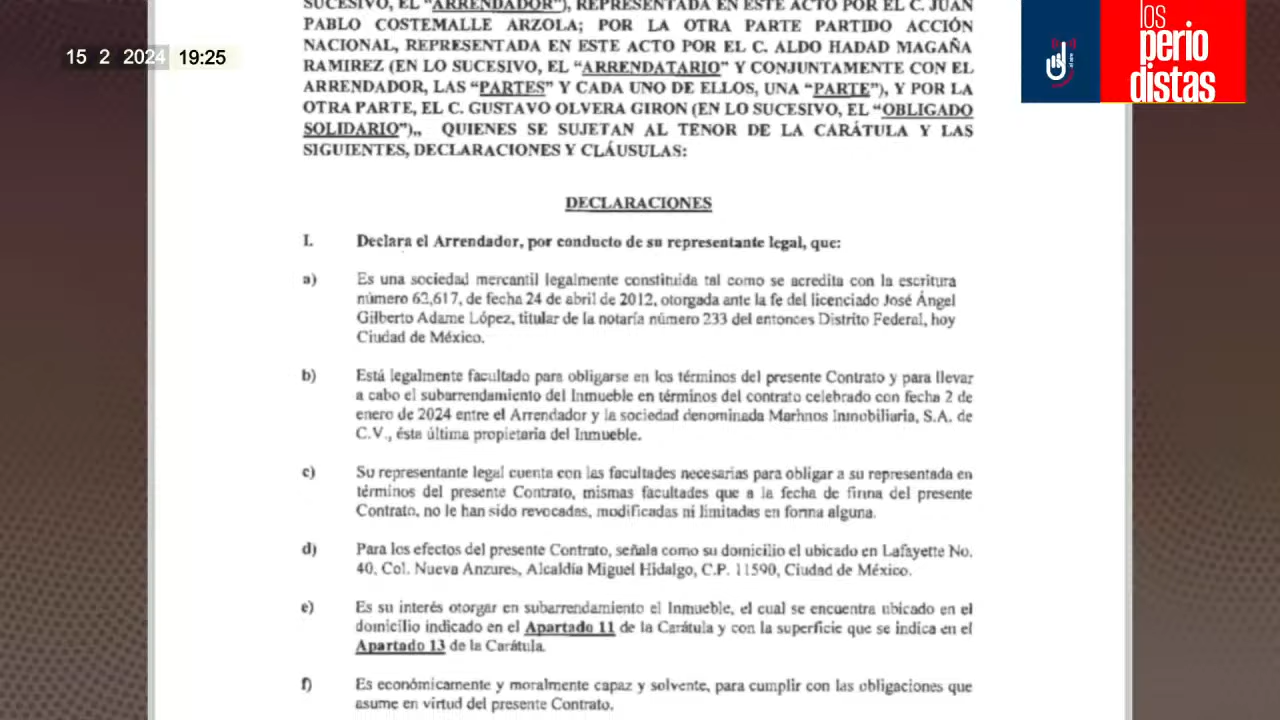 15 2 2024 19:25
los
perio
distas
SUCESIVO, EL “ARRENDADOR”), REPRESENTADA EN ESTE ACTO POR EL C. JUAN
PABLO COSTEMALLE ARZOLA; POR LA OTRA PARTE PARTIDO ACCIÓN
NACIONAL, REPRESENTADA EN ESTE ACTO POR EL C. ALDO HADAD MAGAÑA
RAMIREZ (EN LO SUCESIVO, EL “ARRENDATARIO” Y CONJUNTAMENTE CON EL
ARRENDADOR, LAS “PARTES” Y CADA UNO DE ELLOS, UNA “PARTE”), Y POR LA
OTRA PARTE, EL C. GUSTAVO OLVERA GIRON (EN LO SUCESIVO, EL “OBLIGADO
SOLIDARIO”),, QUIENES SE SUJETAN AL TENOR DE LA CARÁTULA Y LAS
SIGUIENTES, DECLARACIONES Y CLÁUSULAS:
DECLARACIONES
I. Declara el Arrendador, por conducto de su representante legal, que:
a) Es una sociedad mercantil legalmente constituida tal como se acredita con la escritura
número 62,617, de fecha 24 de abril de 2012, otorgada ante la fe del licenciado José Ángel
Gilberto Adame López, titular de la notaría número 233 del entonces Distrito Federal, hoy
Ciudad de México.
b) Está legalmente facultado para obligarse en los términos del presente Contrato y para llevar
a cabo el subarrendamiento del Inmueble en términos del contrato celebrado con fecha 2 de
enero de 2024 entre el Arrendador y la sociedad denominada Marhnos Inmobiliaria, S.A. de
C.V., ésta última propietaria del Inmueble.
c) Su representante legal cuenta con las facultades necesarias para obligar a su representada en
términos del presente Contrato, mismas facultades que a la fecha de firma del presente
Contrato, no le han sido revocadas, modificadas ni limitadas en forma alguna.
d) Para los efectos del presente Contrato, señala como su domicilio el ubicado en Lafayette No.
40, Col. Nueva Anzures, Alcaldía Miguel Hidalgo, C.P. 11590, Ciudad de México.
e) Es su interés otorgar en subarrendamiento el Inmueble, el cual se encuentra ubicado en el
domicilio indicado en el Apartado 11 de la Carátula y con la superficie que se indica en el
Apartado 13 de la Carátula.
f) Es económicamente y moralmente capaz y solvente, para cumplir con las obligaciones que
asume en virtud del presente Contrato.